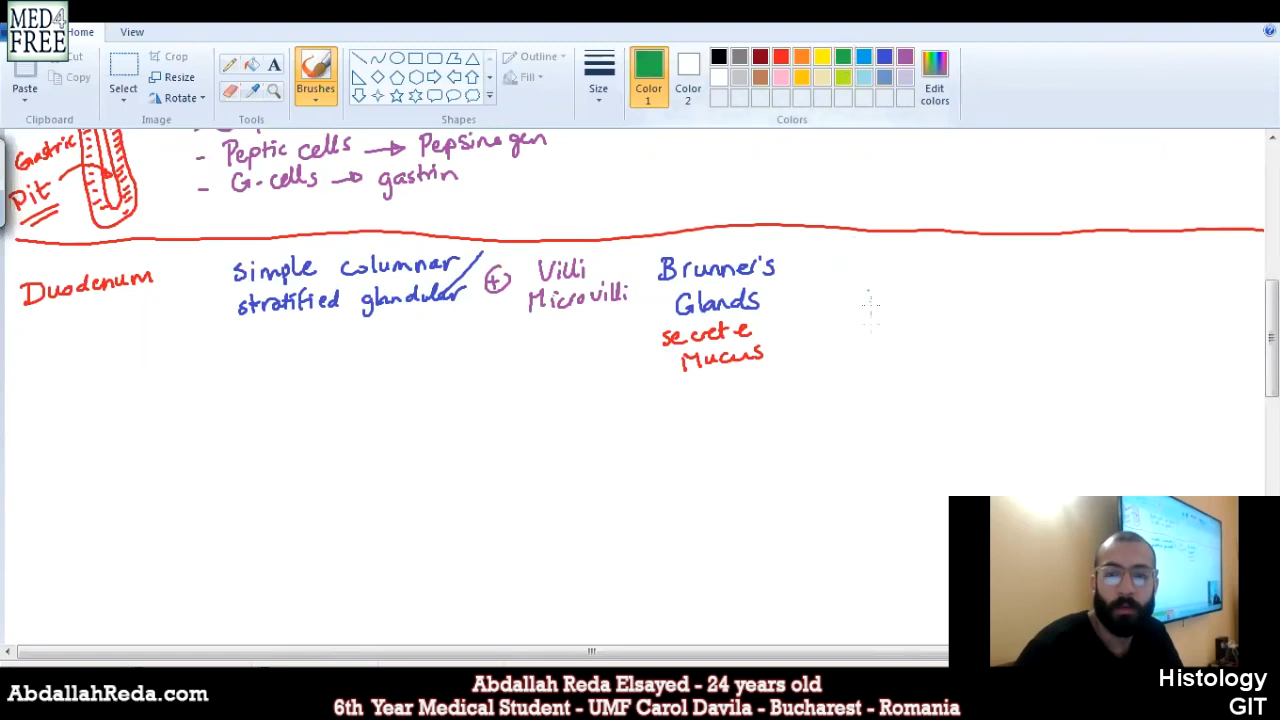 MED4
FREE
Home View
Cut
Copy
Paste
Clipboard
Select
Crop
Resize
Rotate
Image
A
Tools
Brushes
Outline
Fill
Shapes
Size
Color 1
Color 2
Edit colors
Colors
Gastric
Pit
- Peptic cells → Pepsinogen
- G-cells → gastrin
Duodenum
simple columnar /
stratified glandular
+
Villi
Microvilli
Brunner's
Glands
secrete
Mucus
AbdallahReda.com
Abdallah Reda Elsayed - 24 years old
6th Year Medical Student - UMF Carol Davila - Bucharest - Romania
Histology
GIT